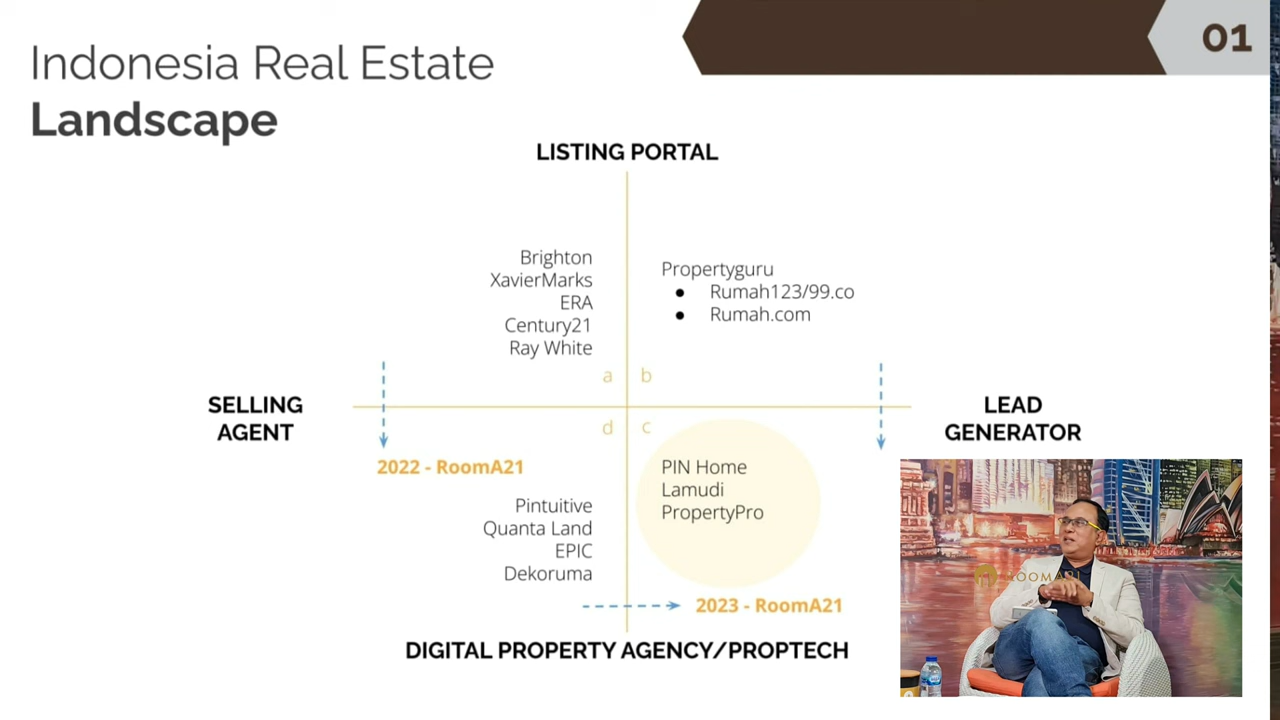 Indonesia Real Estate
Landscape
01
LISTING PORTAL
Brighton
XavierMarks
ERA
Century21
Ray White
Propertyguru
● Rumah123/99.co
● Rumah.com
a
b
SELLING
AGENT
LEAD
GENERATOR
d
c
2022 - RoomA21
Pintuitive
Quanta Land
EPIC
Dekoruma
PIN Home
Lamudi
PropertyPro
2023 - RoomA21
DIGITAL PROPERTY AGENCY/PROPTECH
ROOMA21